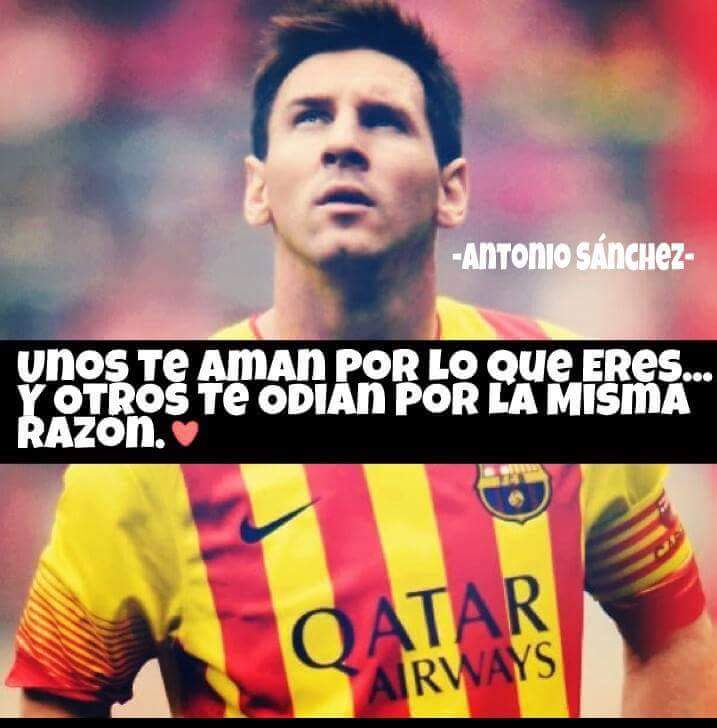 -Antonio Sánchez-
Unos te aman por lo que eres...
Y otros te odian por la misma
razón.
QATAR
AIRWAYS